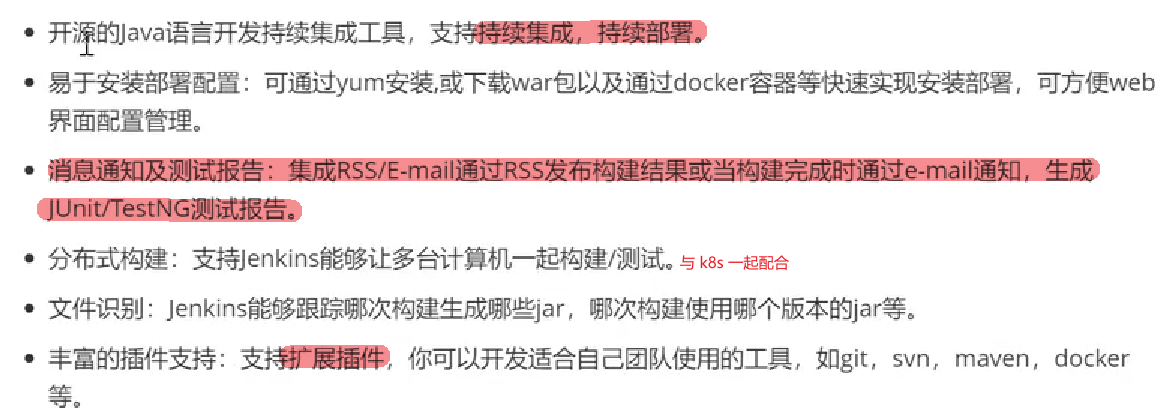 • 开源的Java语言开发持续集成工具，支持持续集成，持续部署。
• 易于安装部署配置：可通过yum安装,或下载war包以及通过docker容器等快速实现安装部署，可方便web
界面配置管理。
• 消息通知及测试报告：集成RSS/E-mail通过RSS发布构建结果或当构建完成时通过e-mail通知，生成
JUnit/TestNG测试报告。
• 分布式构建：支持Jenkins能够让多台计算机一起构建/测试。与 k8s 一起配合
• 文件识别：Jenkins能够跟踪哪次构建生成哪些jar，哪次构建使用哪个版本的jar等。
• 丰富的插件支持：支持扩展插件，你可以开发适合自己团队使用的工具，如git，svn，maven，docker
等。